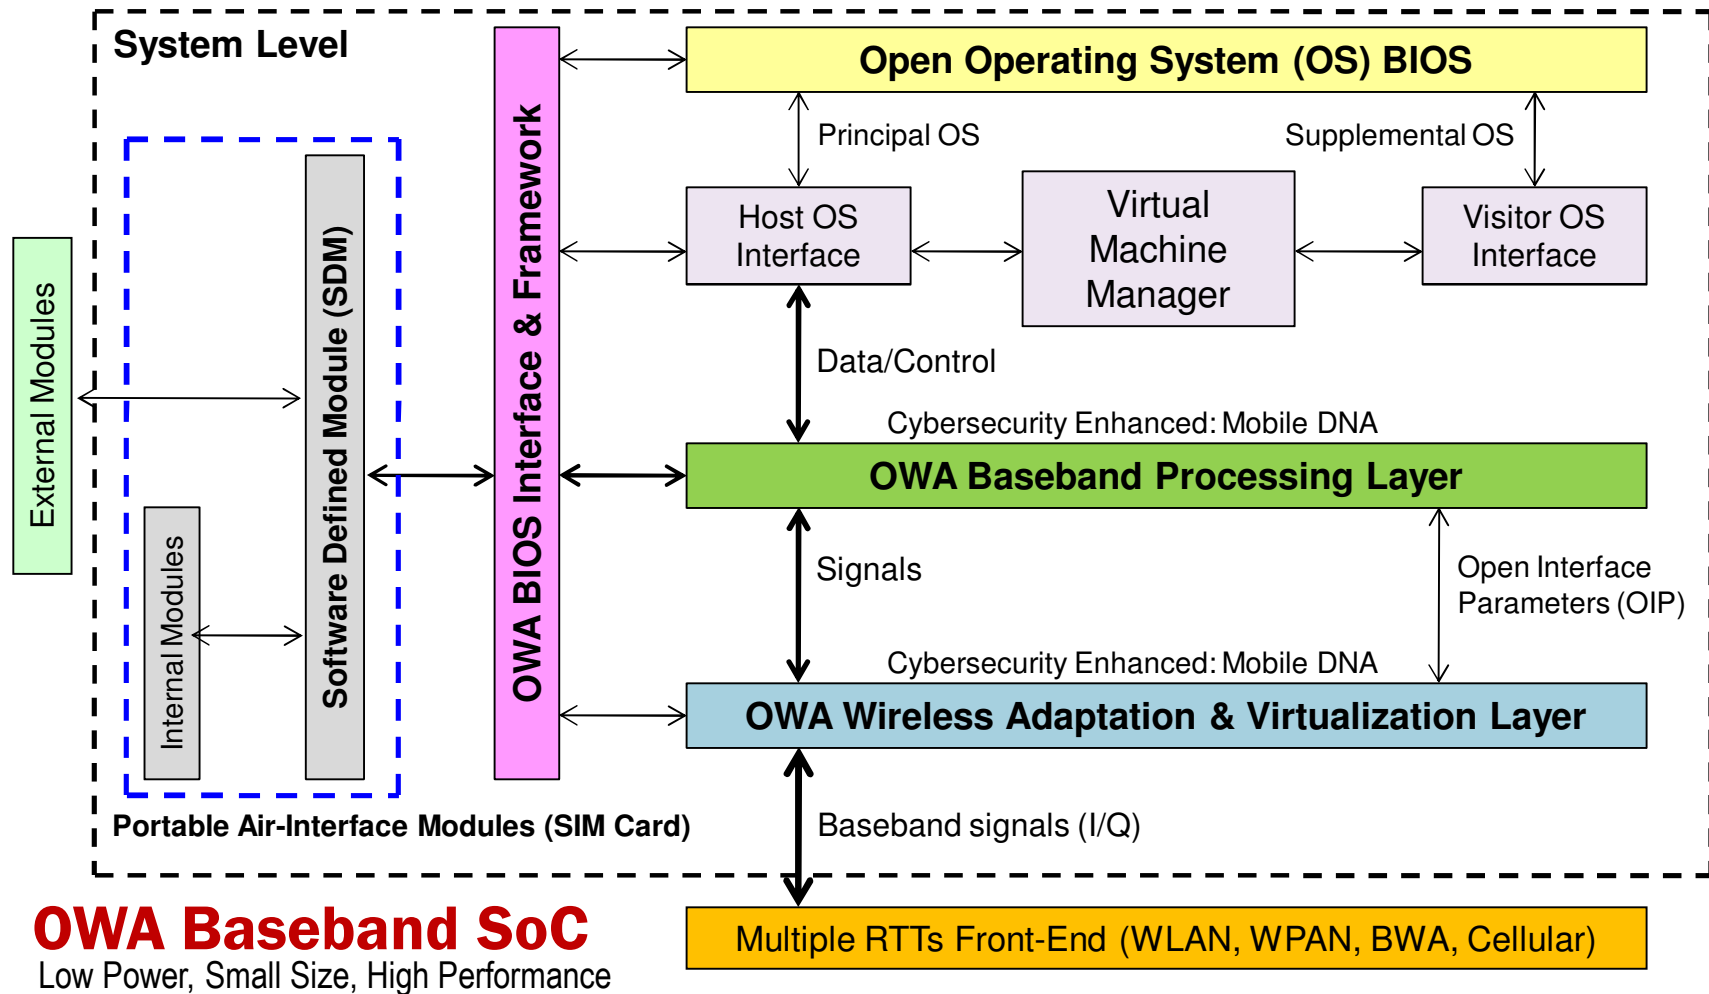 System Level
Open Operating System (OS) BIOS
Principal OS
Supplemental OS
Host OS
Interface
Virtual
Machine
Manager
Visitor OS
Interface
External Modules
Internal Modules
Software Defined Module (SDM)
OWA BIOS Interface & Framework
Data/Control
Cybersecurity Enhanced: Mobile DNA
OWA Baseband Processing Layer
Signals
Open Interface
Parameters (OIP)
Cybersecurity Enhanced: Mobile DNA
OWA Wireless Adaptation & Virtualization Layer
Portable Air-Interface Modules (SIM Card)
Baseband signals (I/Q)
OWA Baseband SoC
Low Power, Small Size, High Performance
Multiple RTTs Front-End (WLAN, WPAN, BWA, Cellular)